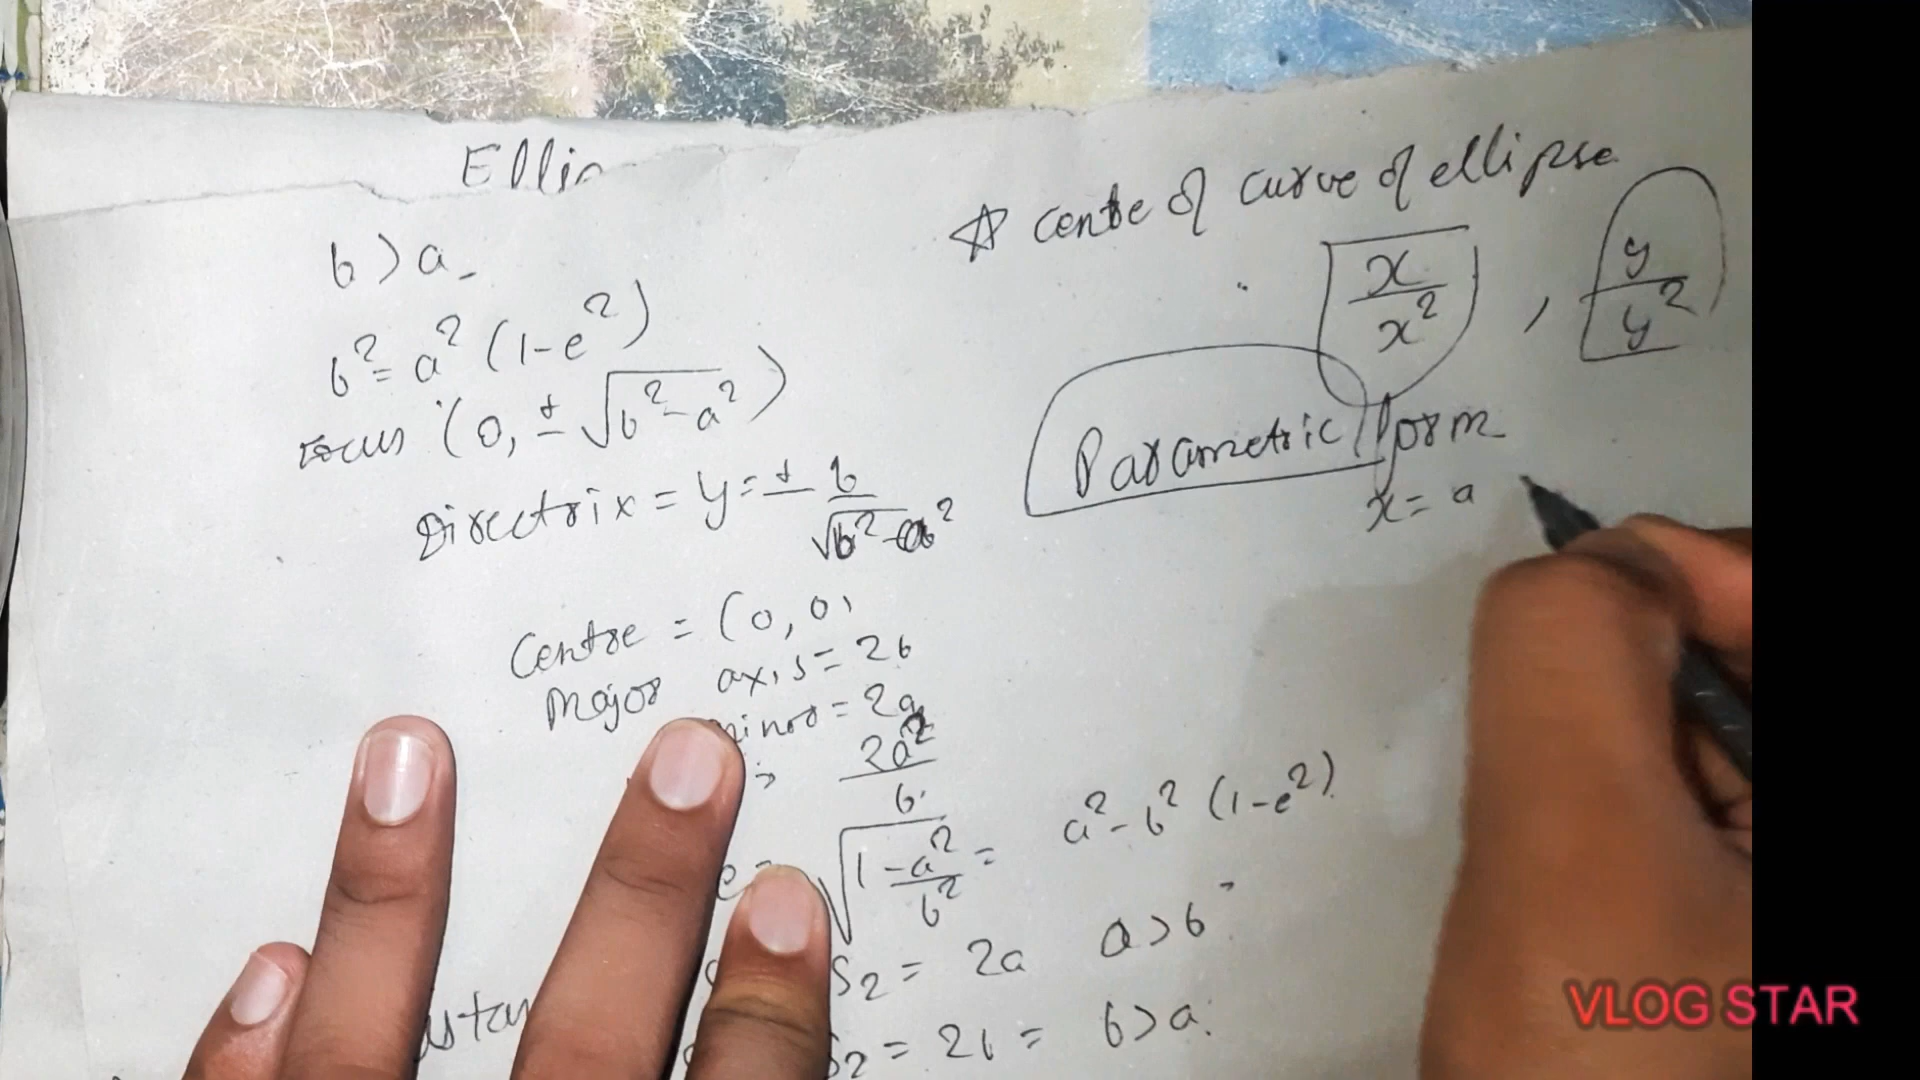 b > a
b² = a² (1-e²)
Focus (0, ± √b²-a²)
Directrix = y = ± b/√b²-a²
Centre = (0, 0)
Major axis = 2b
minor = 2a
2a²/b
e = √1-a²/b² = a² - b² (1-e²)
S2 = 2a a > b
S2 = 2b = b > a
☆ Centre of curve of ellipse
x/x² , y/y²
Parametric form
x = a
VLOG STAR